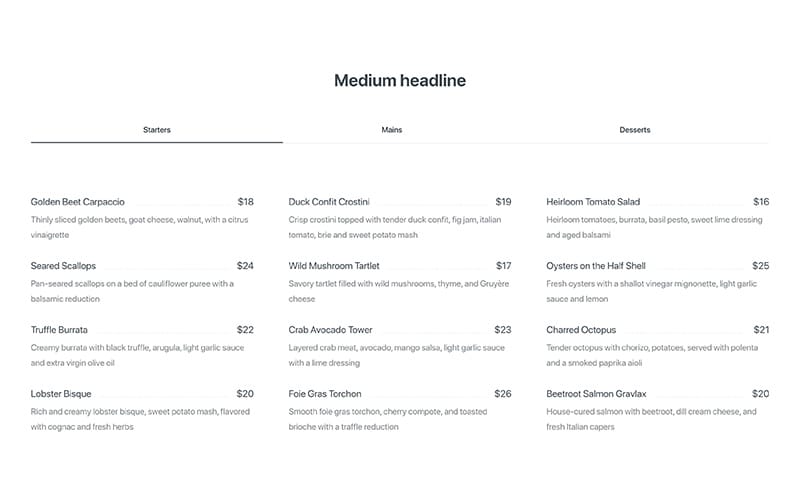 Medium headline
Starters
Mains
Desserts
Golden Beet Carpaccio $18
Thinly sliced golden beets, goat cheese, walnut, with a citrus
vinaigrette
Seared Scallops $24
Pan-seared scallops on a bed of cauliflower puree with a
balsamic reduction
Truffle Burrata $22
Creamy burrata with black truffle, arugula, light garlic sauce
and extra virgin olive oil
Lobster Bisque $20
Rich and creamy lobster bisque, sweet potato mash, flavored
with cognac and fresh herbs
Duck Confit Crostini $19
Crisp crostini topped with tender duck confit, fig jam, italian
tomato, brie and sweet potato mash
Wild Mushroom Tartlet $17
Savory tartlet filled with wild mushrooms, thyme, and Gruyère
cheese
Crab Avocado Tower $23
Layered crab meat, avocado, mango salsa, light garlic sauce
with a lime dressing
Foie Gras Torchon $26
Smooth foie gras torchon, cherry compote, and toasted
brioche with a traffle reduction
Heirloom Tomato Salad $16
Heirloom tomatoes, burrata, basil pesto, sweet lime dressing
and aged balsami
Oysters on the Half Shell $25
Fresh oysters with a shallot vinegar mignonette, light garlic
sauce and lemon
Charred Octopus $21
Tender octopus with chorizo, potatoes, served with polenta
and a smoked paprika aioli
Beetroot Salmon Gravlax $20
House-cured salmon with beetroot, dill cream cheese, and
fresh Italian capers